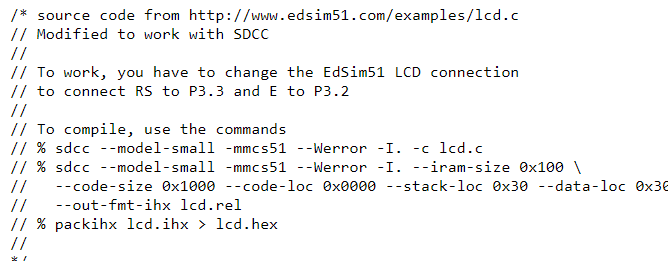 /* source code from http://www.edsim51.com/examples/lcd.c
// Modified to work with SDCC
//
// To work, you have to change the EdSim51 LCD connection
// to connect RS to P3.3 and E to P3.2
//
// To compile, use the commands
// % sdcc --model-small -mmcs51 --Werror -I. -c lcd.c
// % sdcc --model-small -mmcs51 --Werror -I. --iram-size 0x100 \
//   --code-size 0x1000 --code-loc 0x0000 --stack-loc 0x30 --data-loc 0x30
//   --out-fmt-ihx lcd.rel
// % packihx lcd.ihx > lcd.hex
//
*/